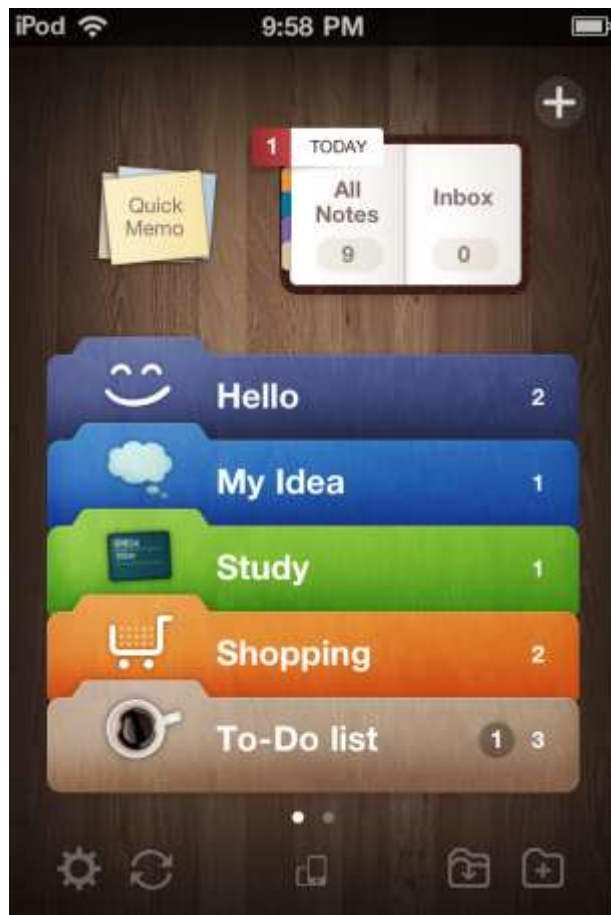 iPod 9:58 PM
1 TODAY
Quick
Memo
All
Notes
9
Inbox
0
Hello 2
My Idea 1
Study 1
Shopping 2
To-Do list 1 3